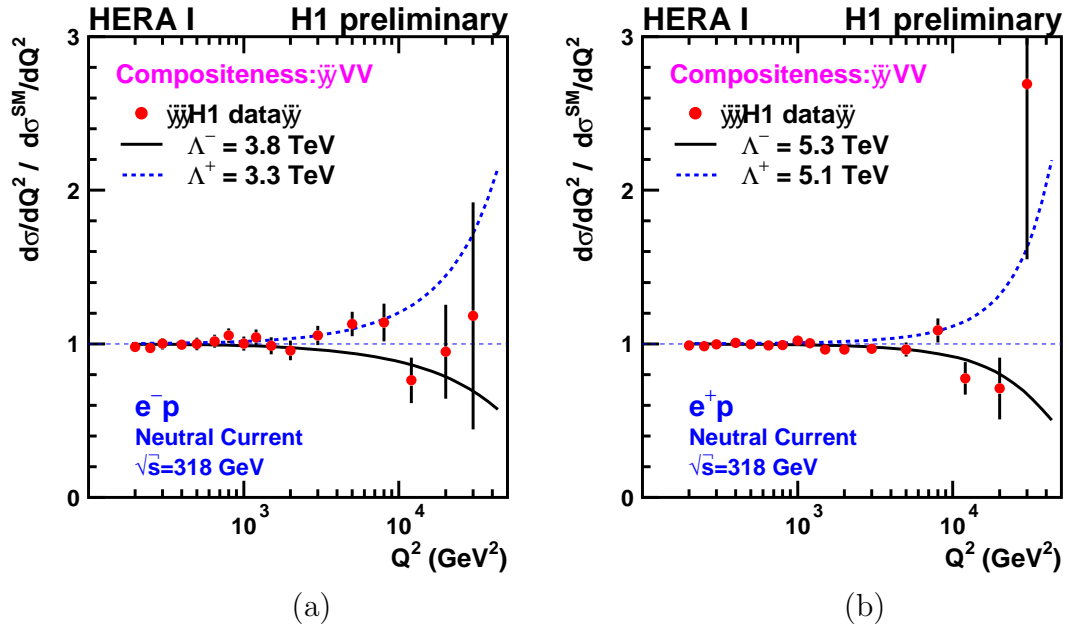 HERA I H1 preliminary
dσ/dQ² / dσ^SM/dQ²
3
2
1
0
Compositeness:ÿÿVV
ÿÿÿH1 dataÿÿ
Λ⁻ = 3.8 TeV
Λ⁺ = 3.3 TeV
e⁻p
Neutral Current
√s=318 GeV
10³ 10⁴
Q² (GeV²)
(a)
HERA I H1 preliminary
dσ/dQ² / dσ^SM/dQ²
3
2
1
0
Compositeness:ÿÿVV
ÿÿÿH1 dataÿÿ
Λ⁻ = 5.3 TeV
Λ⁺ = 5.1 TeV
e⁺p
Neutral Current
√s=318 GeV
10³ 10⁴
Q² (GeV²)
(b)